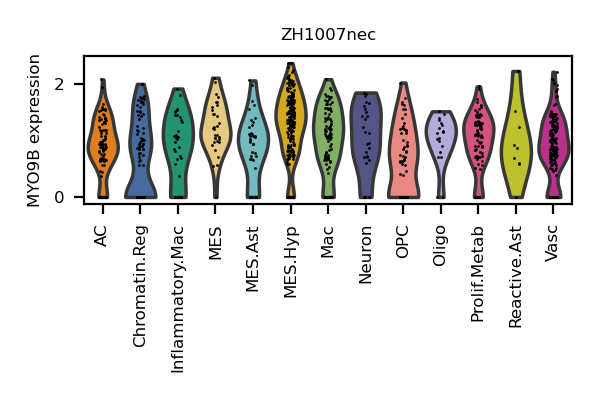 ZH1007nec
MYO9B expression
2
0
AC
Chromatin.Reg
Inflammatory.Mac
MES
MES.Ast
MES.Hyp
Mac
Neuron
OPC
Oligo
Prolif.Metab
Reactive.Ast
Vasc